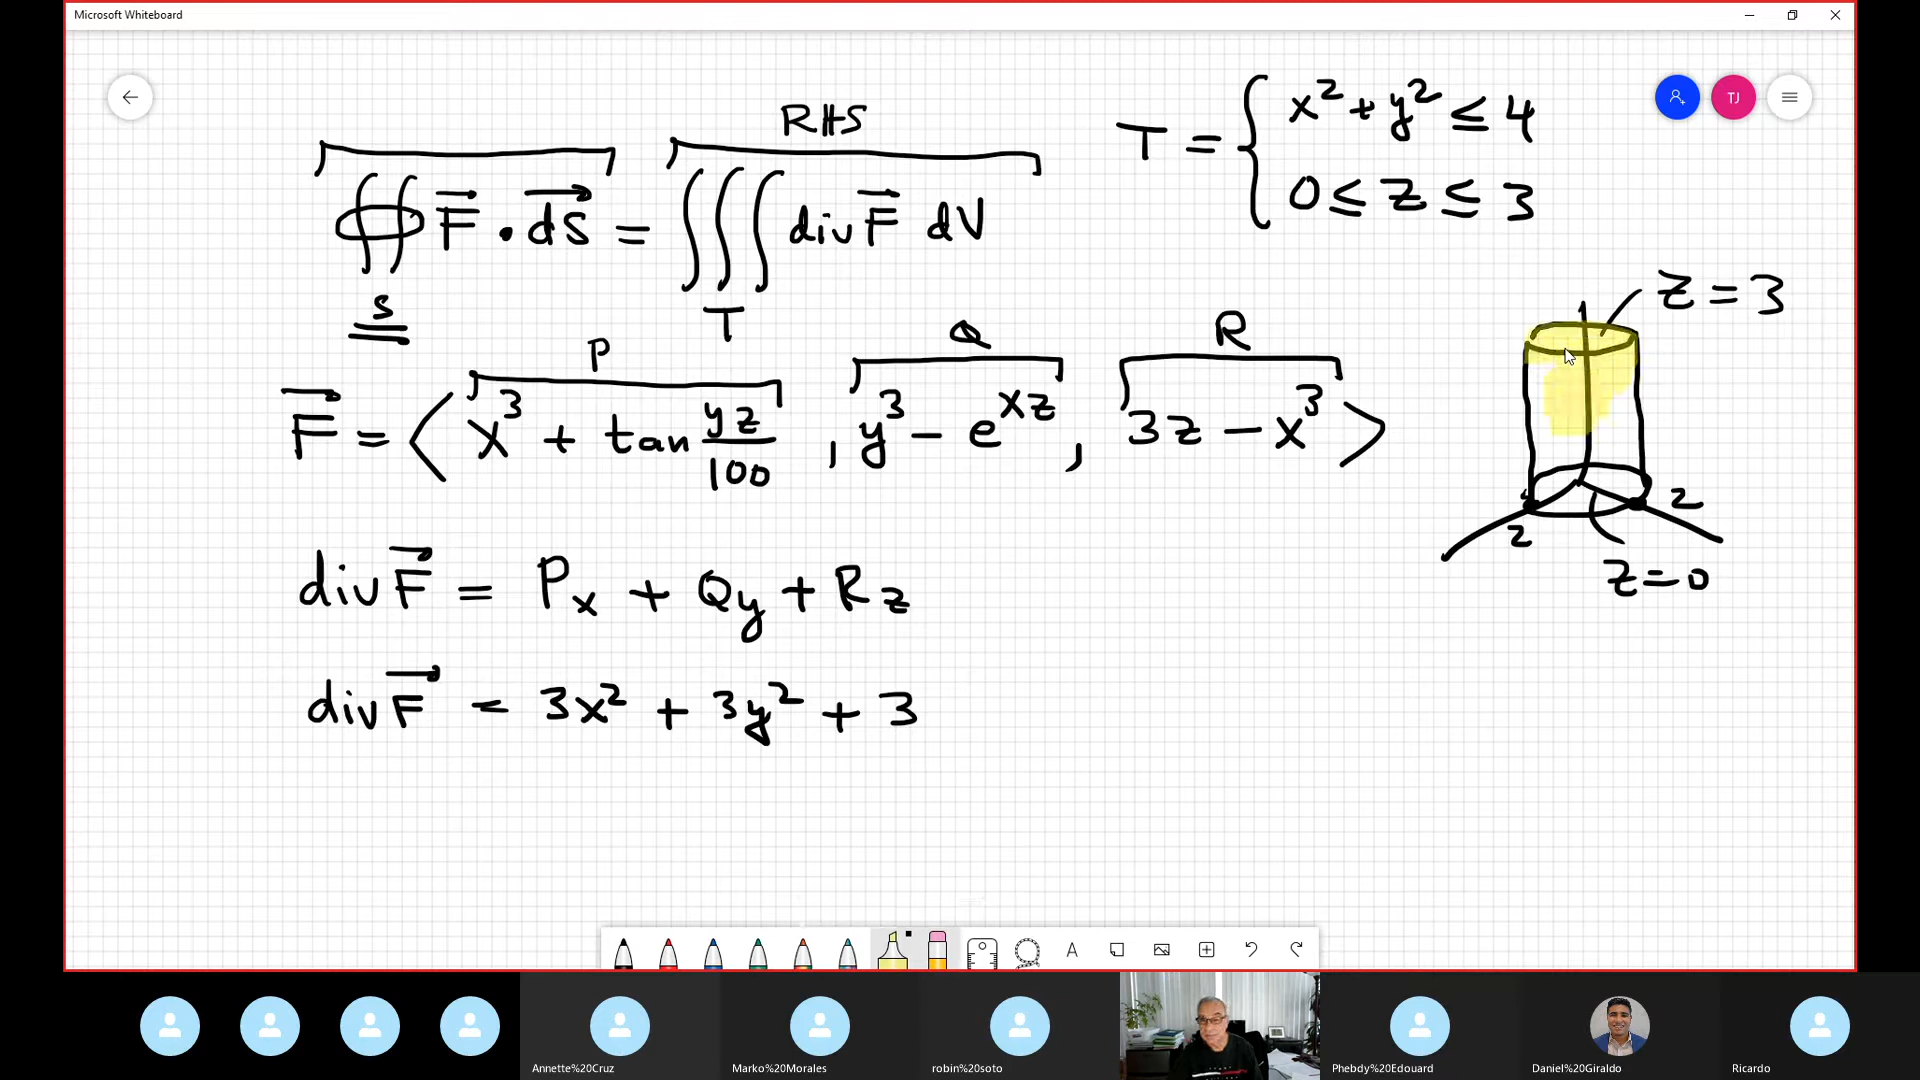 Microsoft Whiteboard
TJ
RHS
∯ F⃗ · dS⃗ = ∭ div F⃗ dV
S
T
T = { x² + y² ≤ 4
0 ≤ z ≤ 3
z = 3
P
Q
R
F⃗ = ⟨ x³ + tan yz/100 , y³ − e^xz , 3z − x³ ⟩
2
2
z = 0
div F⃗ = Pₓ + Q_y + R_z
div F⃗ = 3x² + 3y² + 3
A
Annette%20Cruz
Marko%20Morales
robin%20soto
Phebdy%20Edouard
Daniel%20Giraldo
Ricardo